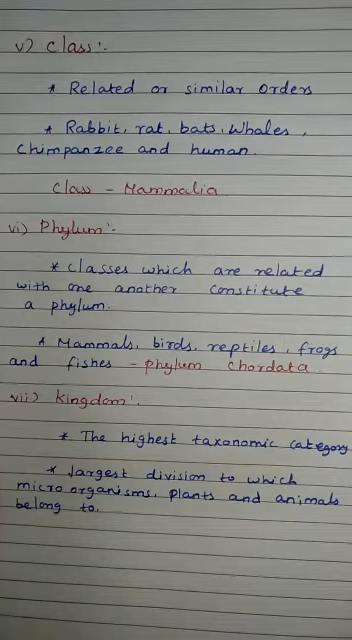 v) Class:-
* Related or similar orders
* Rabbit, rat, bats, Whales,
Chimpanzee and human.
Class - Mammalia
vi) Phylum:-
* Classes which are related
with one another constitute
a phylum.
* Mammals, birds, reptiles, frogs
and fishes - phylum chordata
vii) Kingdom:-
* The highest taxonomic category
* largest division to which
micro organisms, plants and animals
belong to.